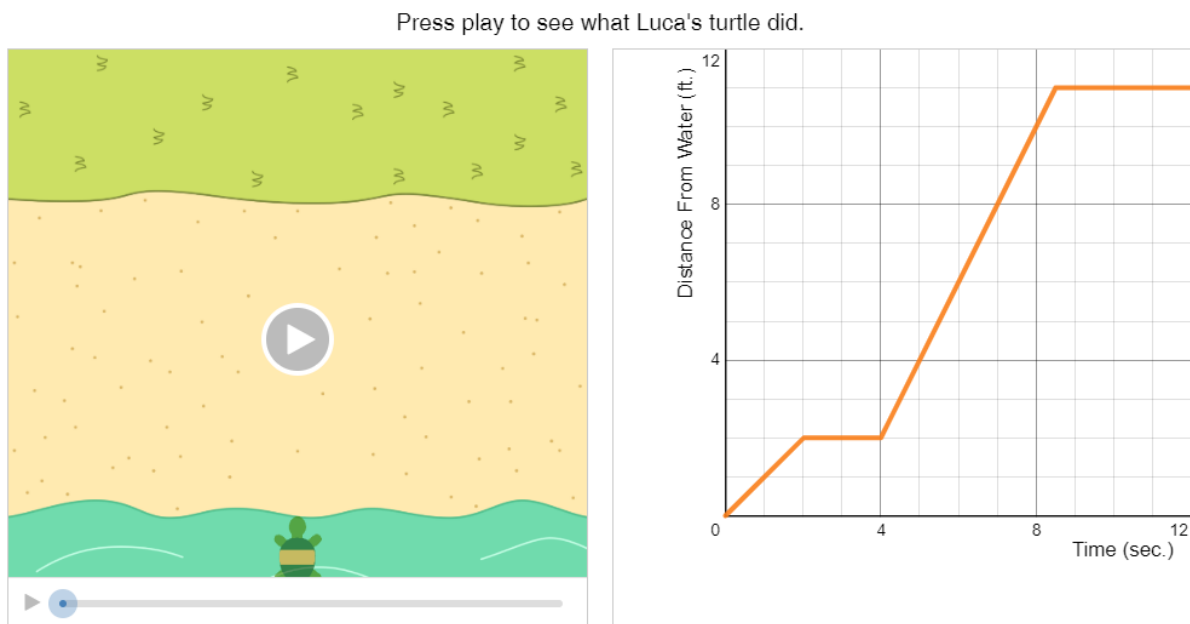 Press play to see what Luca's turtle did.
12
Distance From Water (ft.)
8
4
0
4
8
12
Time (sec.)